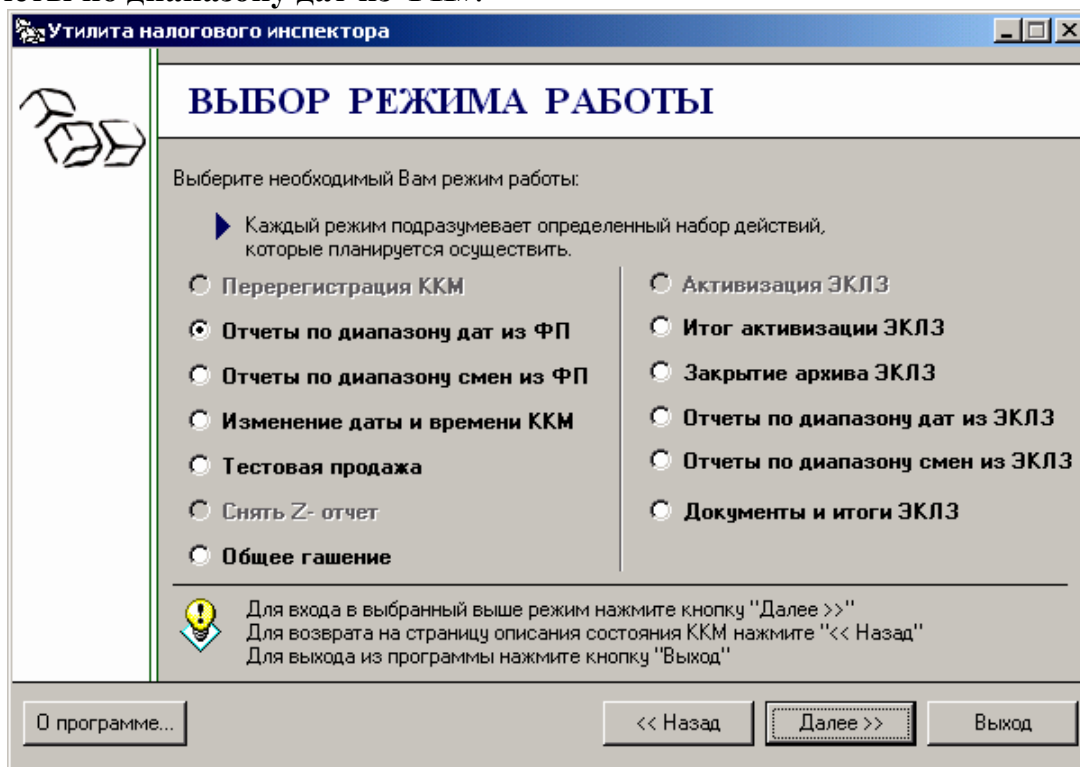 по диапазону дат из
Утилита налогового инспектора
ВЫБОР РЕЖИМА РАБОТЫ
Выберите необходимый Вам режим работы:
Каждый режим подразумевает определенный набор действий,
которые планируется осуществить.
Перерегистрация ККМ
Отчеты по диапазону дат из ФП
Отчеты по диапазону смен из ФП
Изменение даты и времени ККМ
Тестовая продажа
Снять Z- отчет
Общее гашение
Активизация ЭКЛЗ
Итог активизации ЭКЛЗ
Закрытие архива ЭКЛЗ
Отчеты по диапазону дат из ЭКЛЗ
Отчеты по диапазону смен из ЭКЛЗ
Документы и итоги ЭКЛЗ
Для входа в выбранный выше режим нажмите кнопку "Далее >>"
Для возврата на страницу описания состояния ККМ нажмите "<< Назад"
Для выхода из программы нажмите кнопку "Выход"
О программе...
<< Назад
Далее >>
Выход